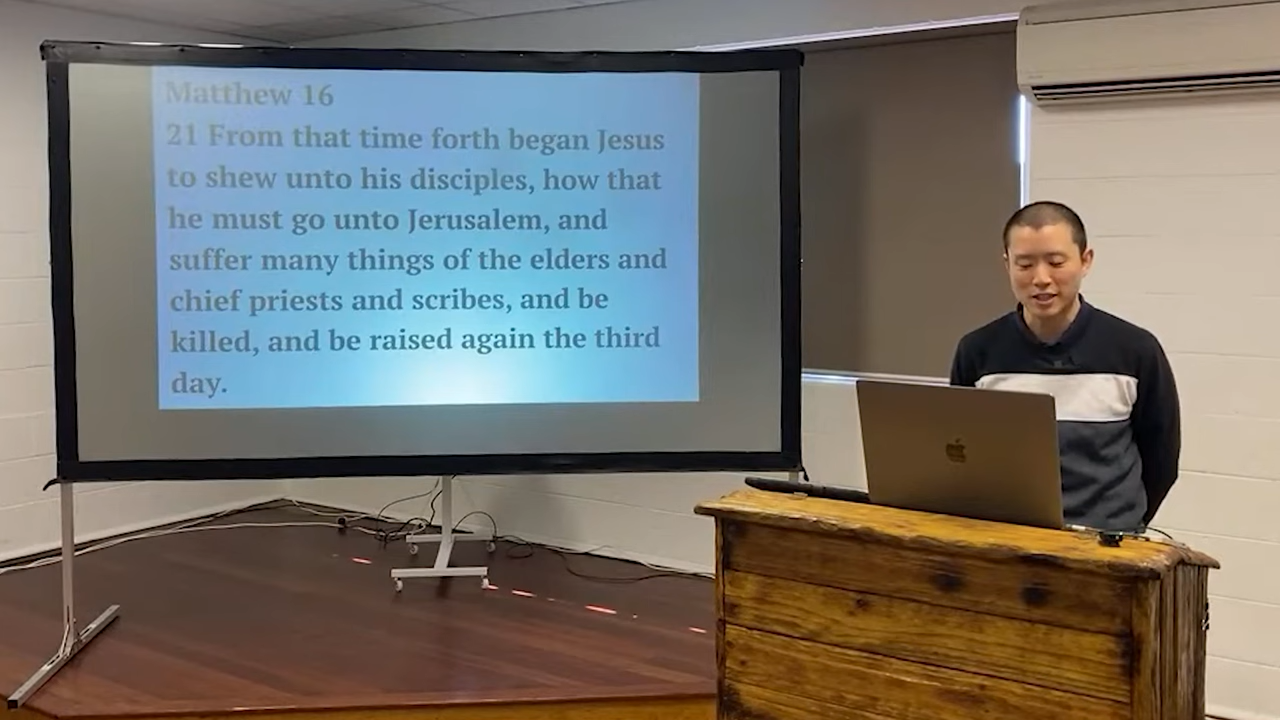 Matthew 16
21 From that time forth began Jesus
to shew unto his disciples, how that
he must go unto Jerusalem, and
suffer many things of the elders and
chief priests and scribes, and be
killed, and be raised again the third
day.